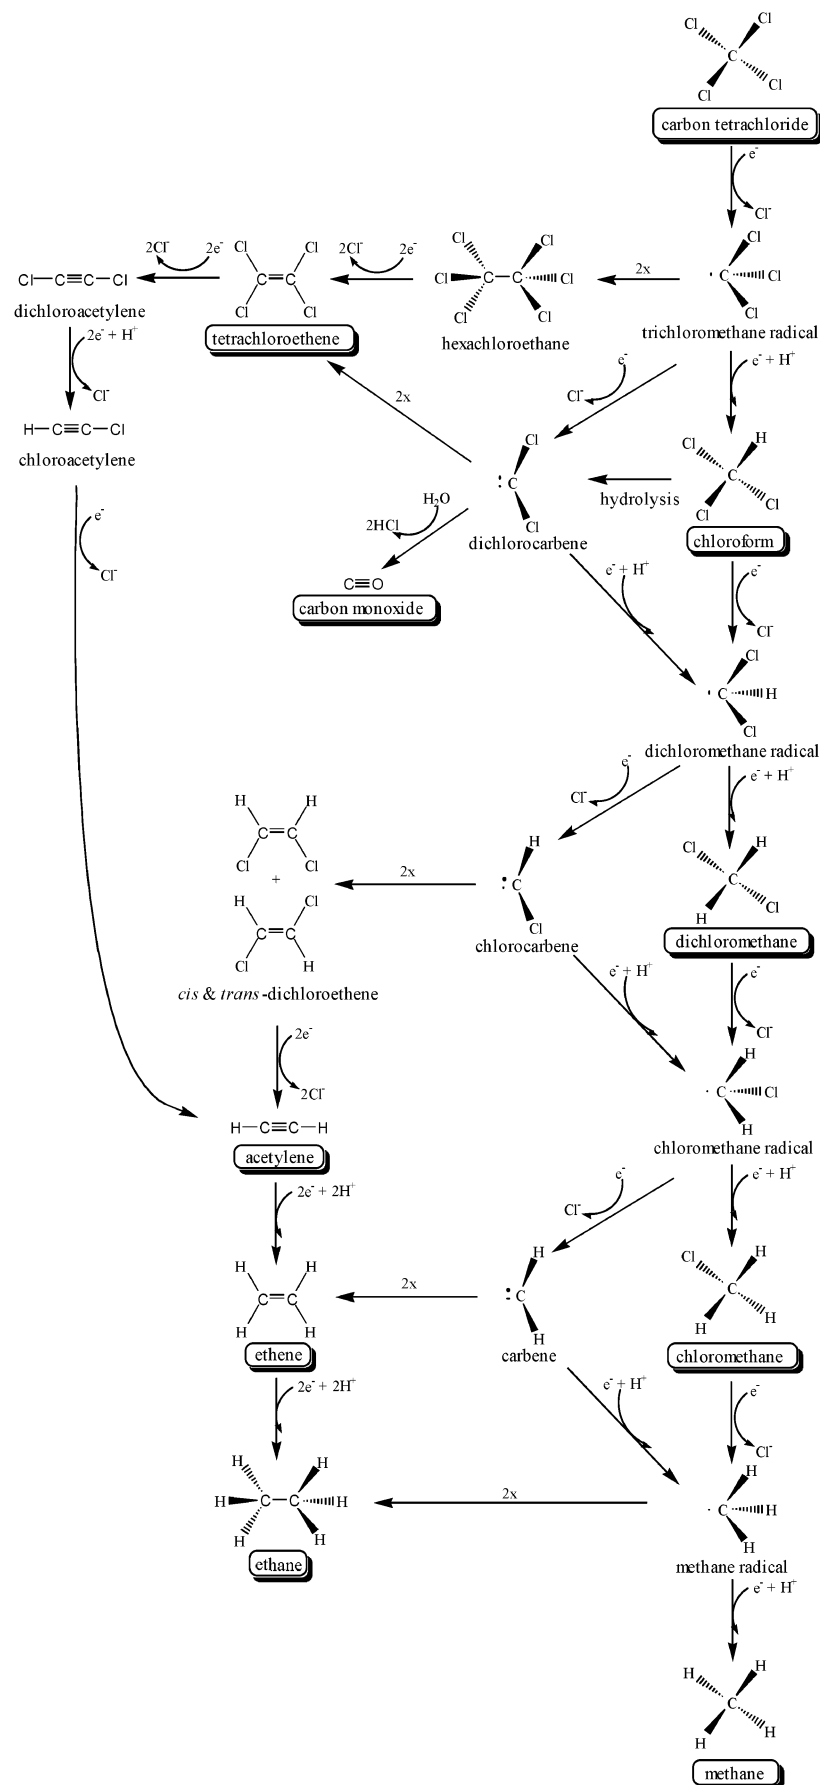 Cl Cl
C
Cl Cl
carbon tetrachloride
e⁻
Cl⁻
2Cl⁻ 2e⁻
Cl—C≡C—Cl
dichloroacetylene
Cl Cl
C=C
Cl Cl
tetrachloroethene
2Cl⁻ 2e⁻
Cl Cl
Cl C—C Cl
Cl Cl
hexachloroethane
2x
Cl
·C Cl
Cl
trichloromethane radical
2e⁻ + H⁺
Cl⁻
H—C≡C—Cl
chloroacetylene
e⁻
Cl⁻
2x
e⁻
Cl⁻
e⁻ + H⁺
Cl
:C
Cl
dichlorocarbene
hydrolysis
Cl H
C
Cl Cl
chloroform
H₂O
2HCl
C≡O
carbon monoxide
e⁻ + H⁺
e⁻
Cl⁻
Cl
·C H
Cl
dichloromethane radical
e⁻
Cl⁻
e⁻ + H⁺
H H
C=C
Cl Cl
+
H Cl
C=C
Cl H
cis & trans-dichloroethene
2x
H
:C
Cl
chlorocarbene
Cl H
C
H Cl
dichloromethane
e⁻ + H⁺
e⁻
Cl⁻
2e⁻
2Cl⁻
H—C≡C—H
acetylene
H
·C Cl
H
chloromethane radical
2e⁻ + 2H⁺
e⁻
Cl⁻
e⁻ + H⁺
H H
C=C
H H
ethene
2x
H
:C
H
carbene
Cl H
C
H H
chloromethane
2e⁻ + 2H⁺
e⁻ + H⁺
e⁻
Cl⁻
H H
H C—C H
H H
ethane
2x
H
·C H
H
methane radical
e⁻ + H⁺
H H
C
H H
methane